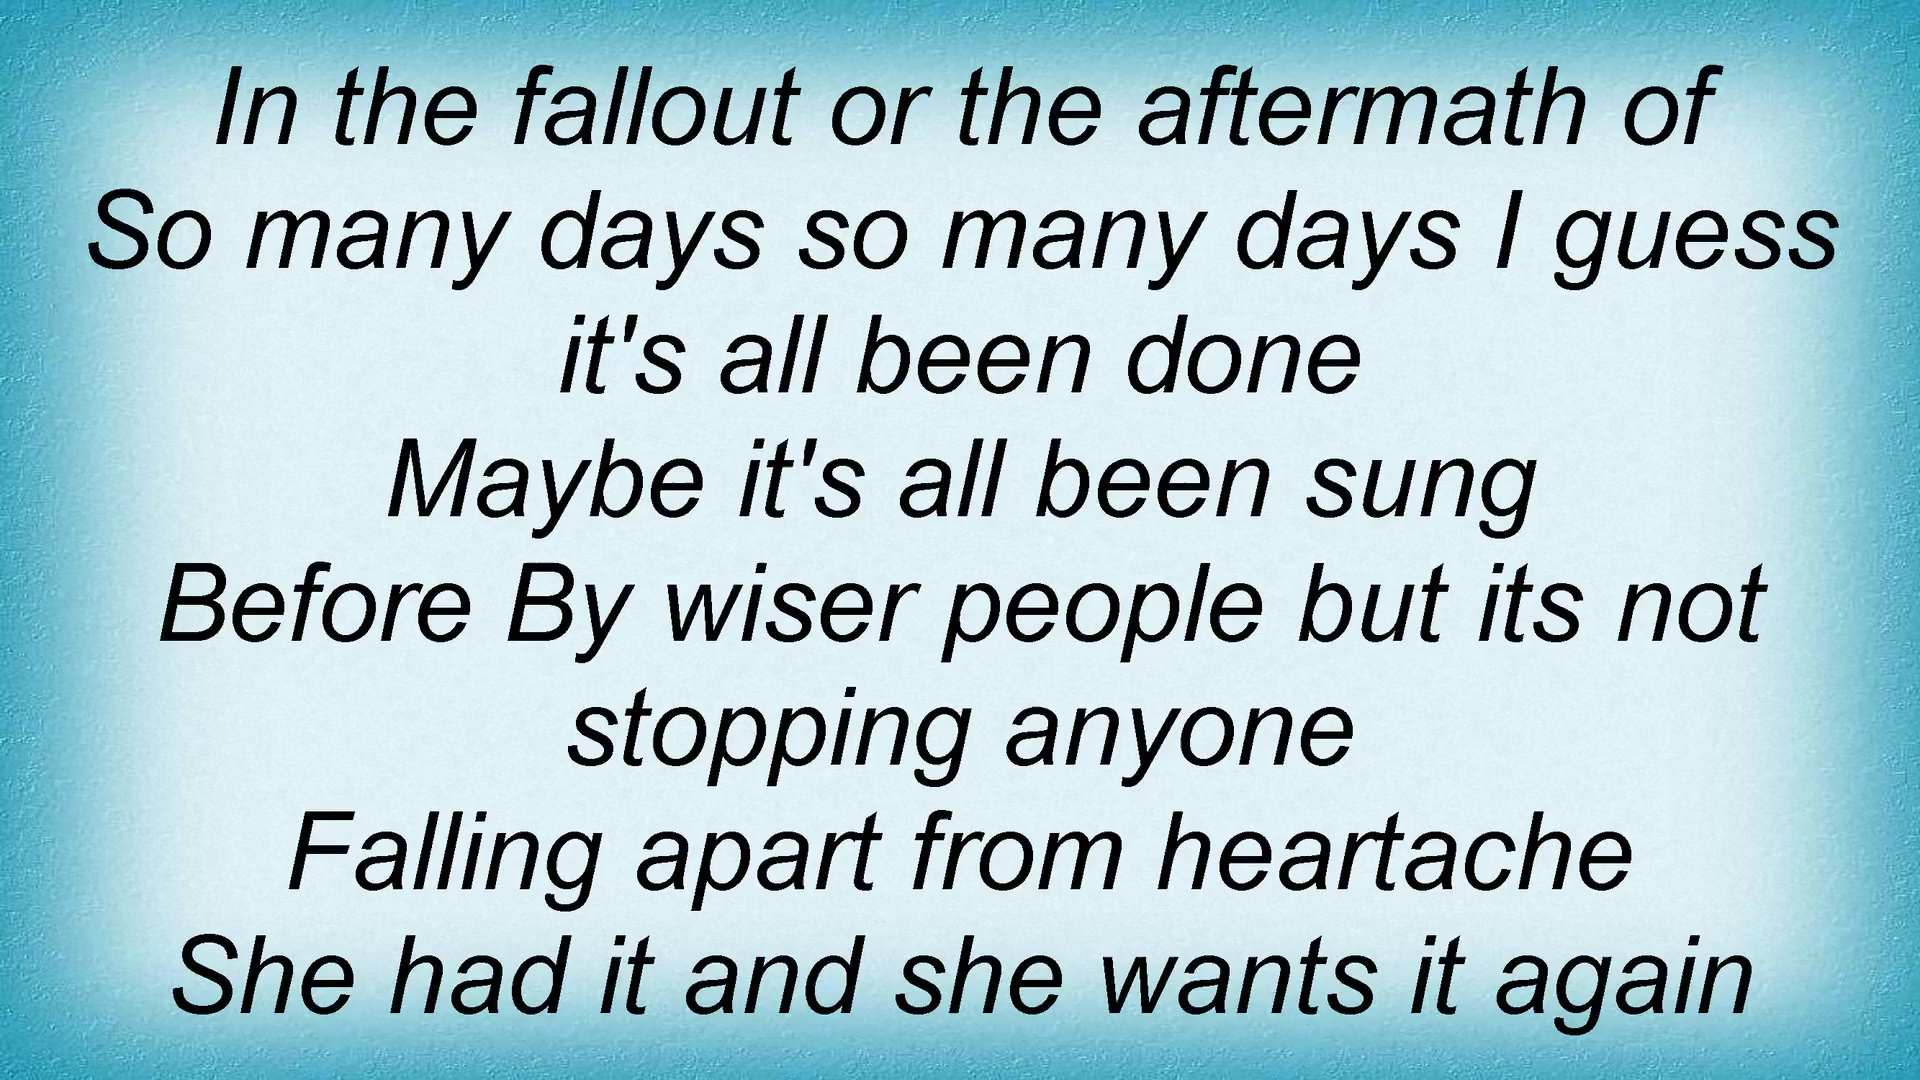 In the fallout or the aftermath of
So many days so many days I guess
it's all been done
Maybe it's all been sung
Before By wiser people but its not
stopping anyone
Falling apart from heartache
She had it and she wants it again